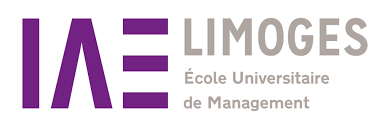 IAE LIMOGES
École Universitaire
de Management